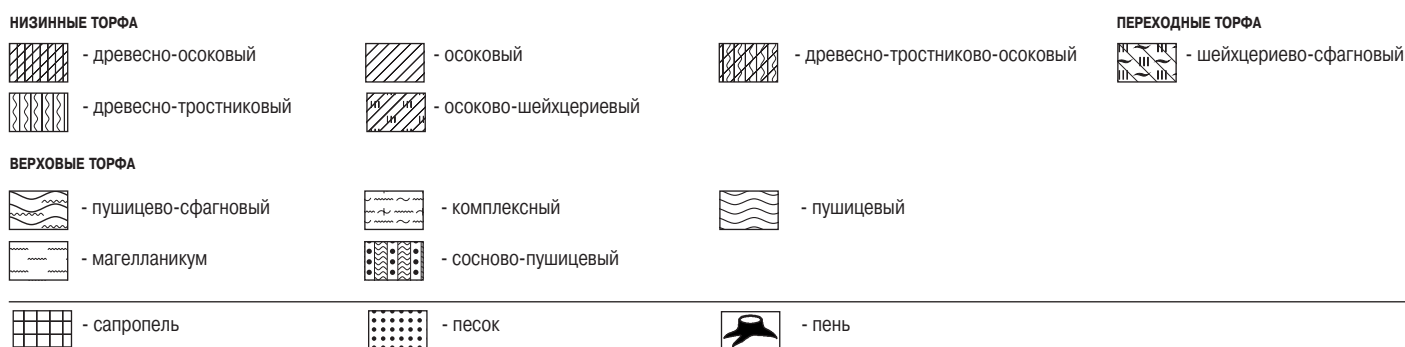 НИЗИННЫЕ ТОРФА
ПЕРЕХОДНЫЕ ТОРФА
- древесно-осоковый
- осоковый
- древесно-тростниково-осоковый
- шейхцериево-сфагновый
- древесно-тростниковый
- осоково-шейхцериевый
ВЕРХОВЫЕ ТОРФА
- пушицево-сфагновый
- комплексный
- пушицевый
- магелланикум
- сосново-пушицевый
- сапропель
- песок
- пень